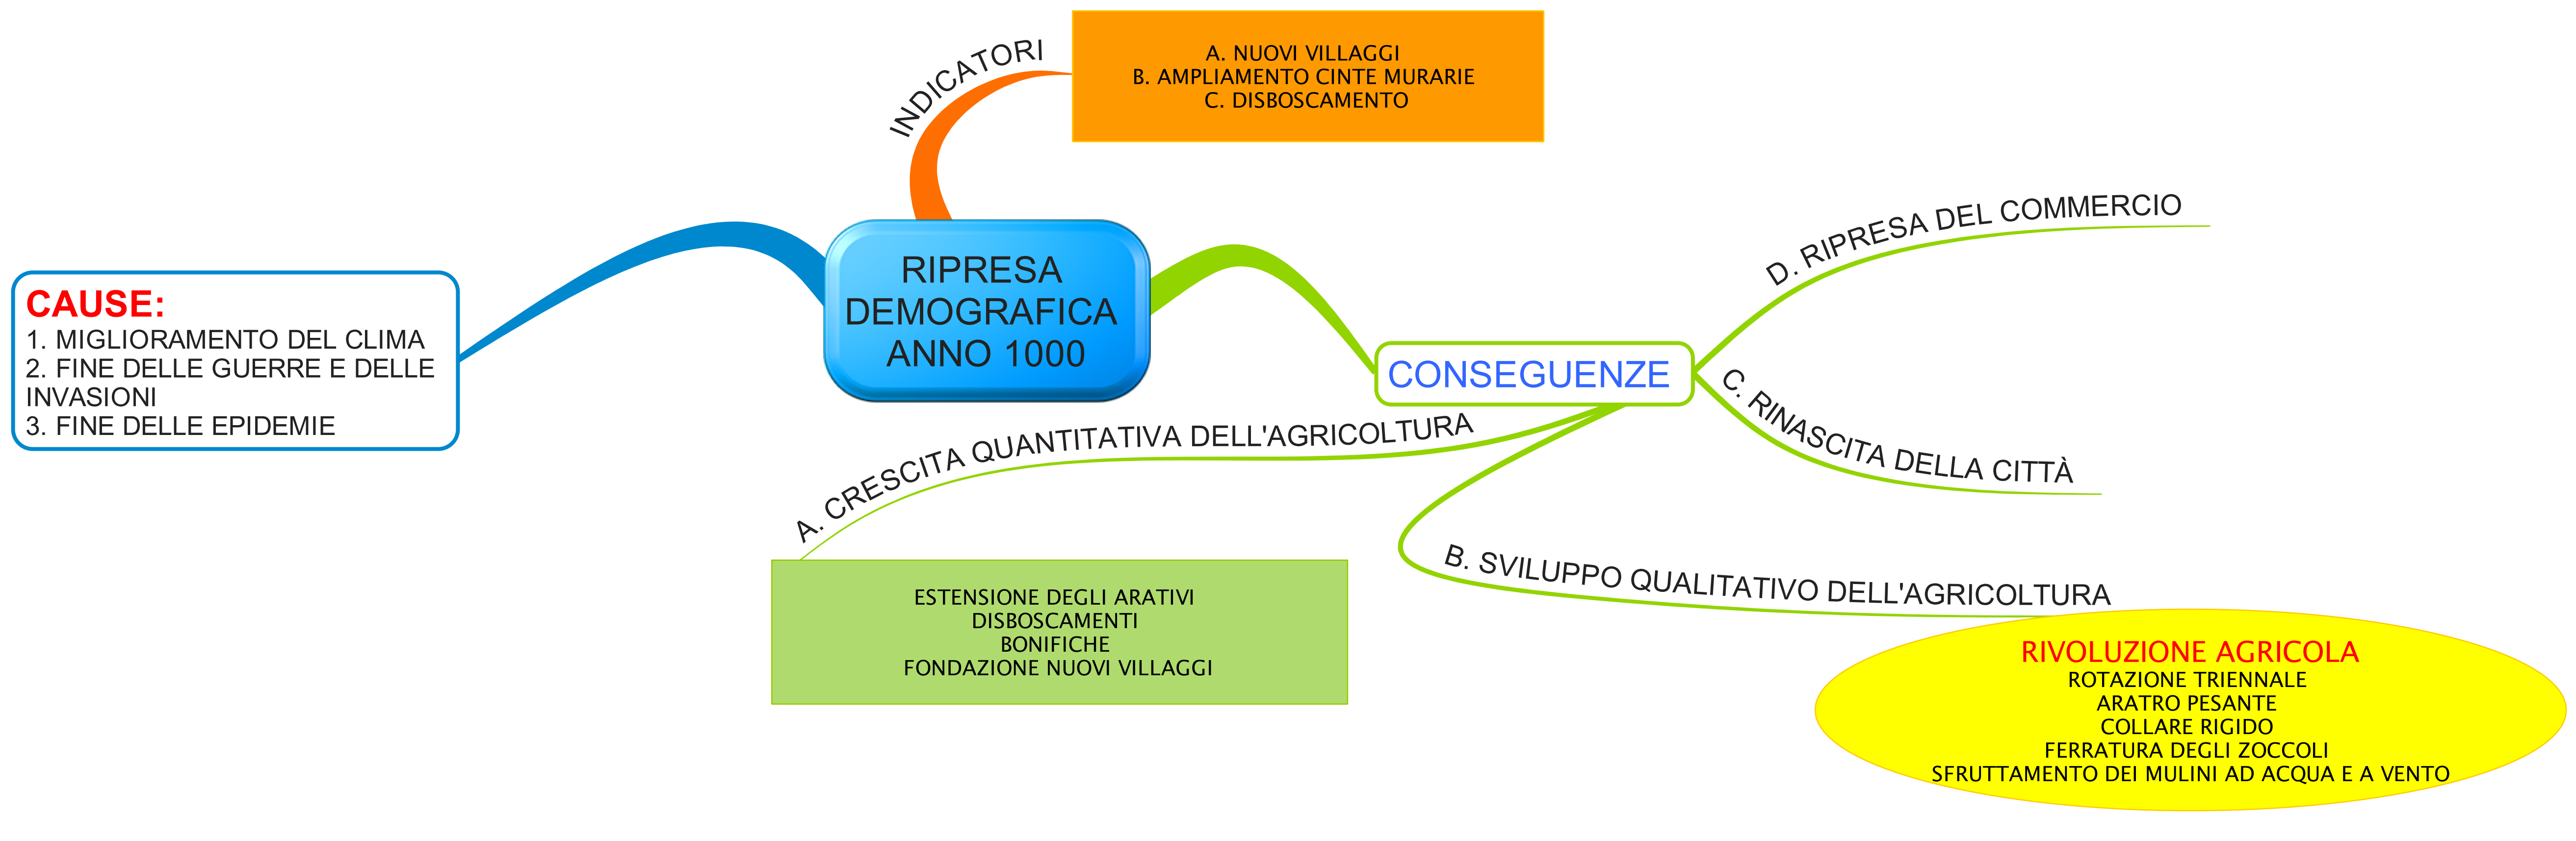 INDICATORI
A. NUOVI VILLAGGI
B. AMPLIAMENTO CINTE MURARIE
C. DISBOSCAMENTO
RIPRESA
DEMOGRAFICA
ANNO 1000
CAUSE:
1. MIGLIORAMENTO DEL CLIMA
2. FINE DELLE GUERRE E DELLE
INVASIONI
3. FINE DELLE EPIDEMIE
CONSEGUENZE
D. RIPRESA DEL COMMERCIO
C. RINASCITA DELLA CITTÀ
A. CRESCITA QUANTITATIVA DELL'AGRICOLTURA
ESTENSIONE DEGLI ARATIVI
DISBOSCAMENTI
BONIFICHE
FONDAZIONE NUOVI VILLAGGI
B. SVILUPPO QUALITATIVO DELL'AGRICOLTURA
RIVOLUZIONE AGRICOLA
ROTAZIONE TRIENNALE
ARATRO PESANTE
COLLARE RIGIDO
FERRATURA DEGLI ZOCCOLI
SFRUTTAMENTO DEI MULINI AD ACQUA E A VENTO